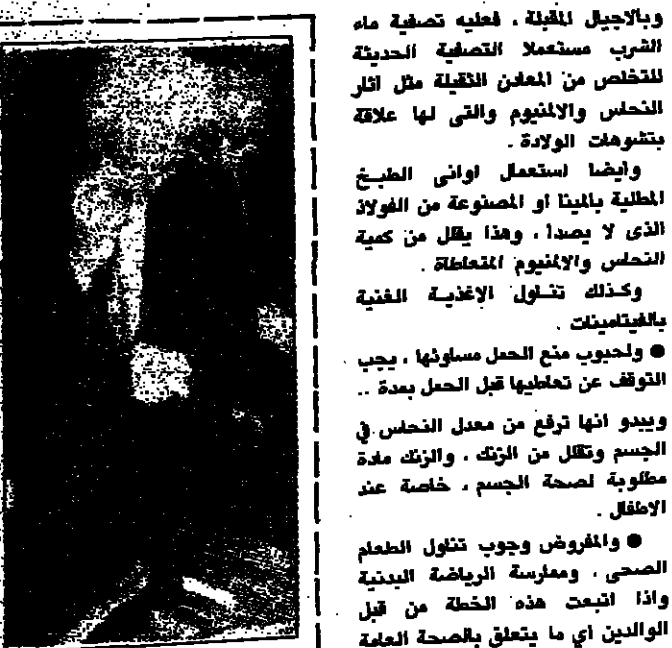 وبالاجيال المقبلة ، فعليه تصفية ماء
الشرب مستعملا التصفية الحديثة
للتخلص من المعادن الثقيلة مثل اثار
النحاس والالمنيوم والتى لها علاقة
بتشوهات الولادة .
وأيضا استعمال اوانى الطبخ
المطلية بالمينا او المصنوعة من الفولاذ
الذى لا يصدأ ، وهذا يقلل من كمية
النحاس والالمنيوم المتعاطاة .
وكذلك تناول الاغذية الغنية
بالفيتامينات .
● ولحبوب منع الحمل مساوئها ، يجب
التوقف عن تعاطيها قبل الحمل بمدة ..
ويبدو انها ترفع من معدل النحاس في
الجسم وتقلل من الزنك ، والزنك مادة
مطلوبة لصحة الجسم ، خاصة عند
الاطفال .
● والمفروض وجوب تناول الطعام
الصحى ، وممارسة الرياضة البدنية
واذا اتبعت هذه الخطة من قبل
الوالدين اي ما يتعلق بالصحة العامة